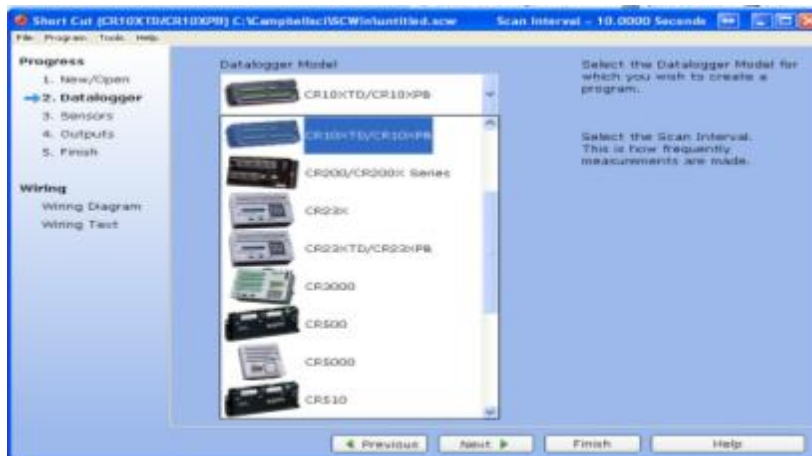 Short Cut (CR10XTD/CR10XPB) C:\Campbellsci\SCWin\untitled.scw Scan Interval = 10.0000 Seconds
File Program Tools Help
Progress
1. New/Open
2. Datalogger
3. Sensors
4. Outputs
5. Finish
Wiring
Wiring Diagram
Wiring Text
Datalogger Model
CR10XTD/CR10XPB
CR10XTD/CR10XPB
CR200/CR200X Series
CR23X
CR23XTD/CR23XPB
CR3000
CR500
CR5000
CR510
Select the Datalogger Model for
which you wish to create a
program.
Select the Scan Interval.
This is how frequently
measurements are made.
Previous Next Finish Help